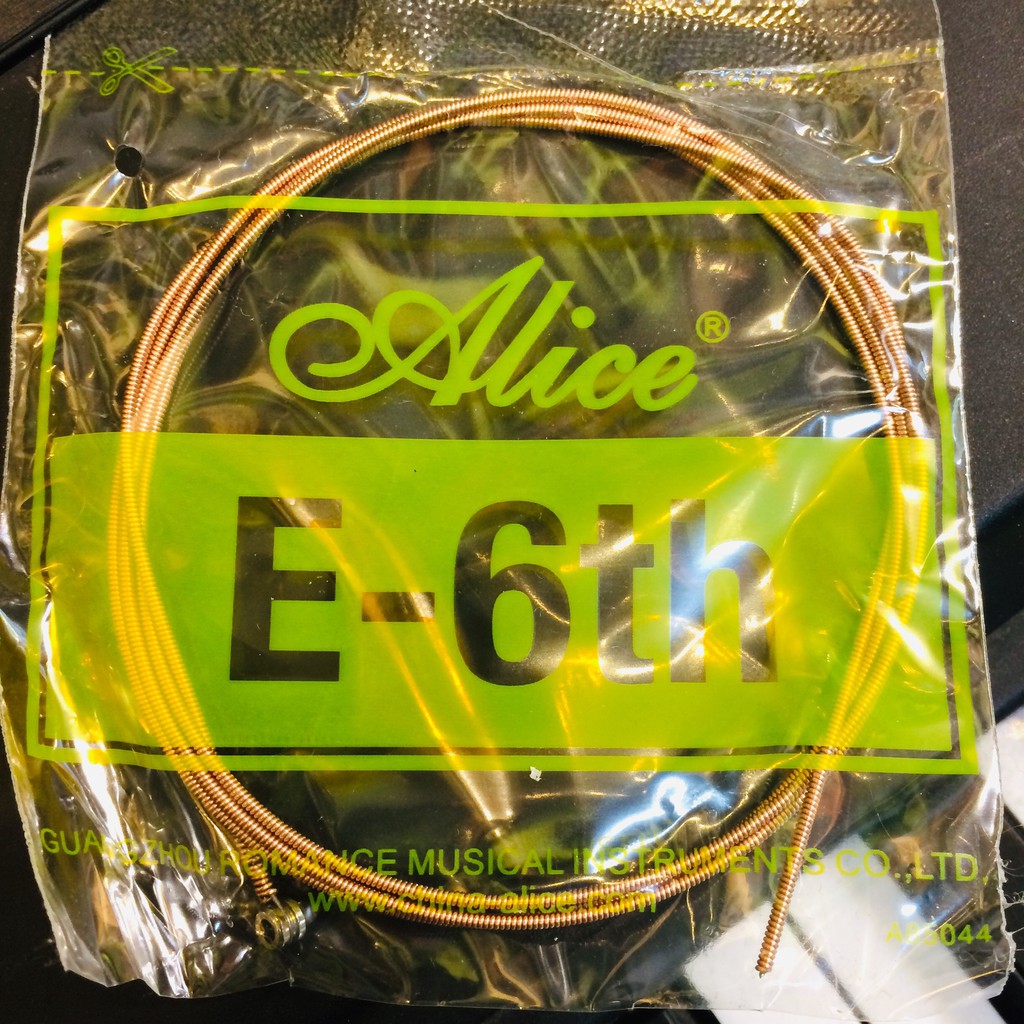 Alice®
E-6th
GUANGZHOU ROMANCE MUSICAL INSTRUMENTS CO.,LTD.
www.china-alice.com